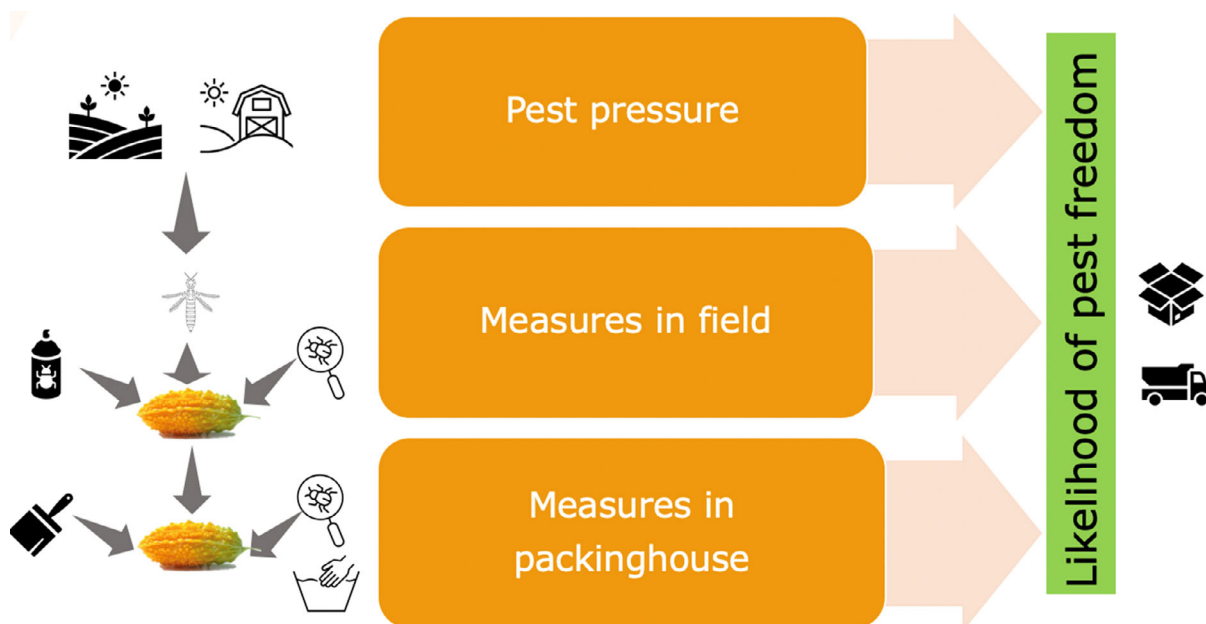 Pest pressure
Measures in field
Measures in
packinghouse
Likelihood of pest freedom